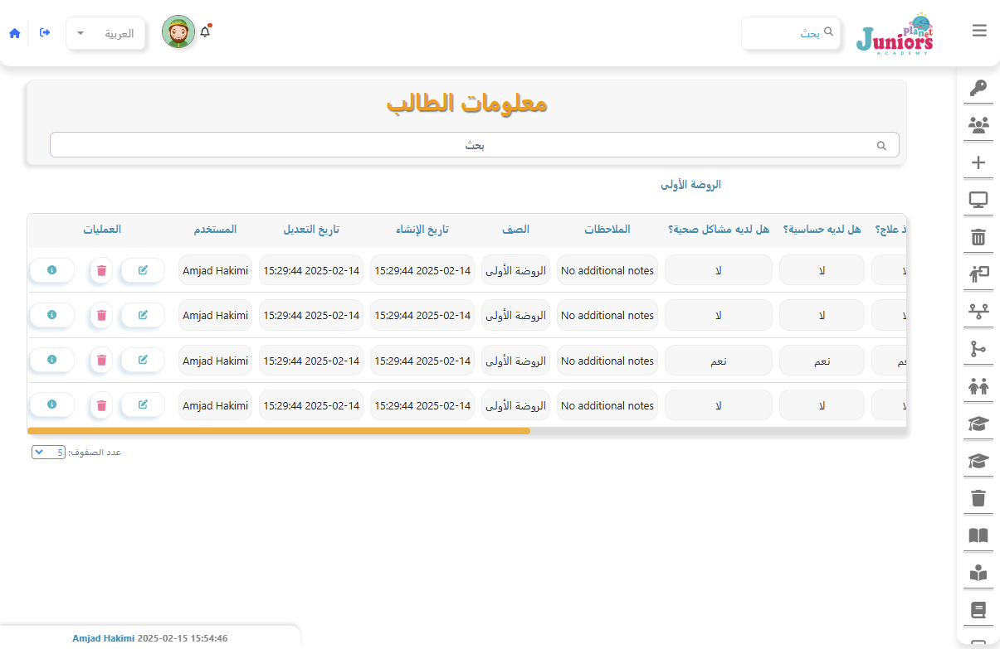 planet
Juniors
ACADEMY
بحث
العربية
معلومات الطالب
بحث
الروضة الأولى
ذ علاج؟ هل لديه حساسية؟ هل لديه مشاكل صحية؟ الملاحظات الصف تاريخ الإنشاء تاريخ التعديل المستخدم العمليات
لا لا No additional notes الروضة الأولى 2025-02-14 15:29:44 2025-02-14 15:29:44 Amjad Hakimi
لا لا No additional notes الروضة الأولى 2025-02-14 15:29:44 2025-02-14 15:29:44 Amjad Hakimi
نعم نعم No additional notes الروضة الأولى 2025-02-14 15:29:44 2025-02-14 15:29:44 Amjad Hakimi
لا لا No additional notes الروضة الأولى 2025-02-14 15:29:44 2025-02-14 15:29:44 Amjad Hakimi
عدد الصفوف: 5
Amjad Hakimi 2025-02-15 15:54:46